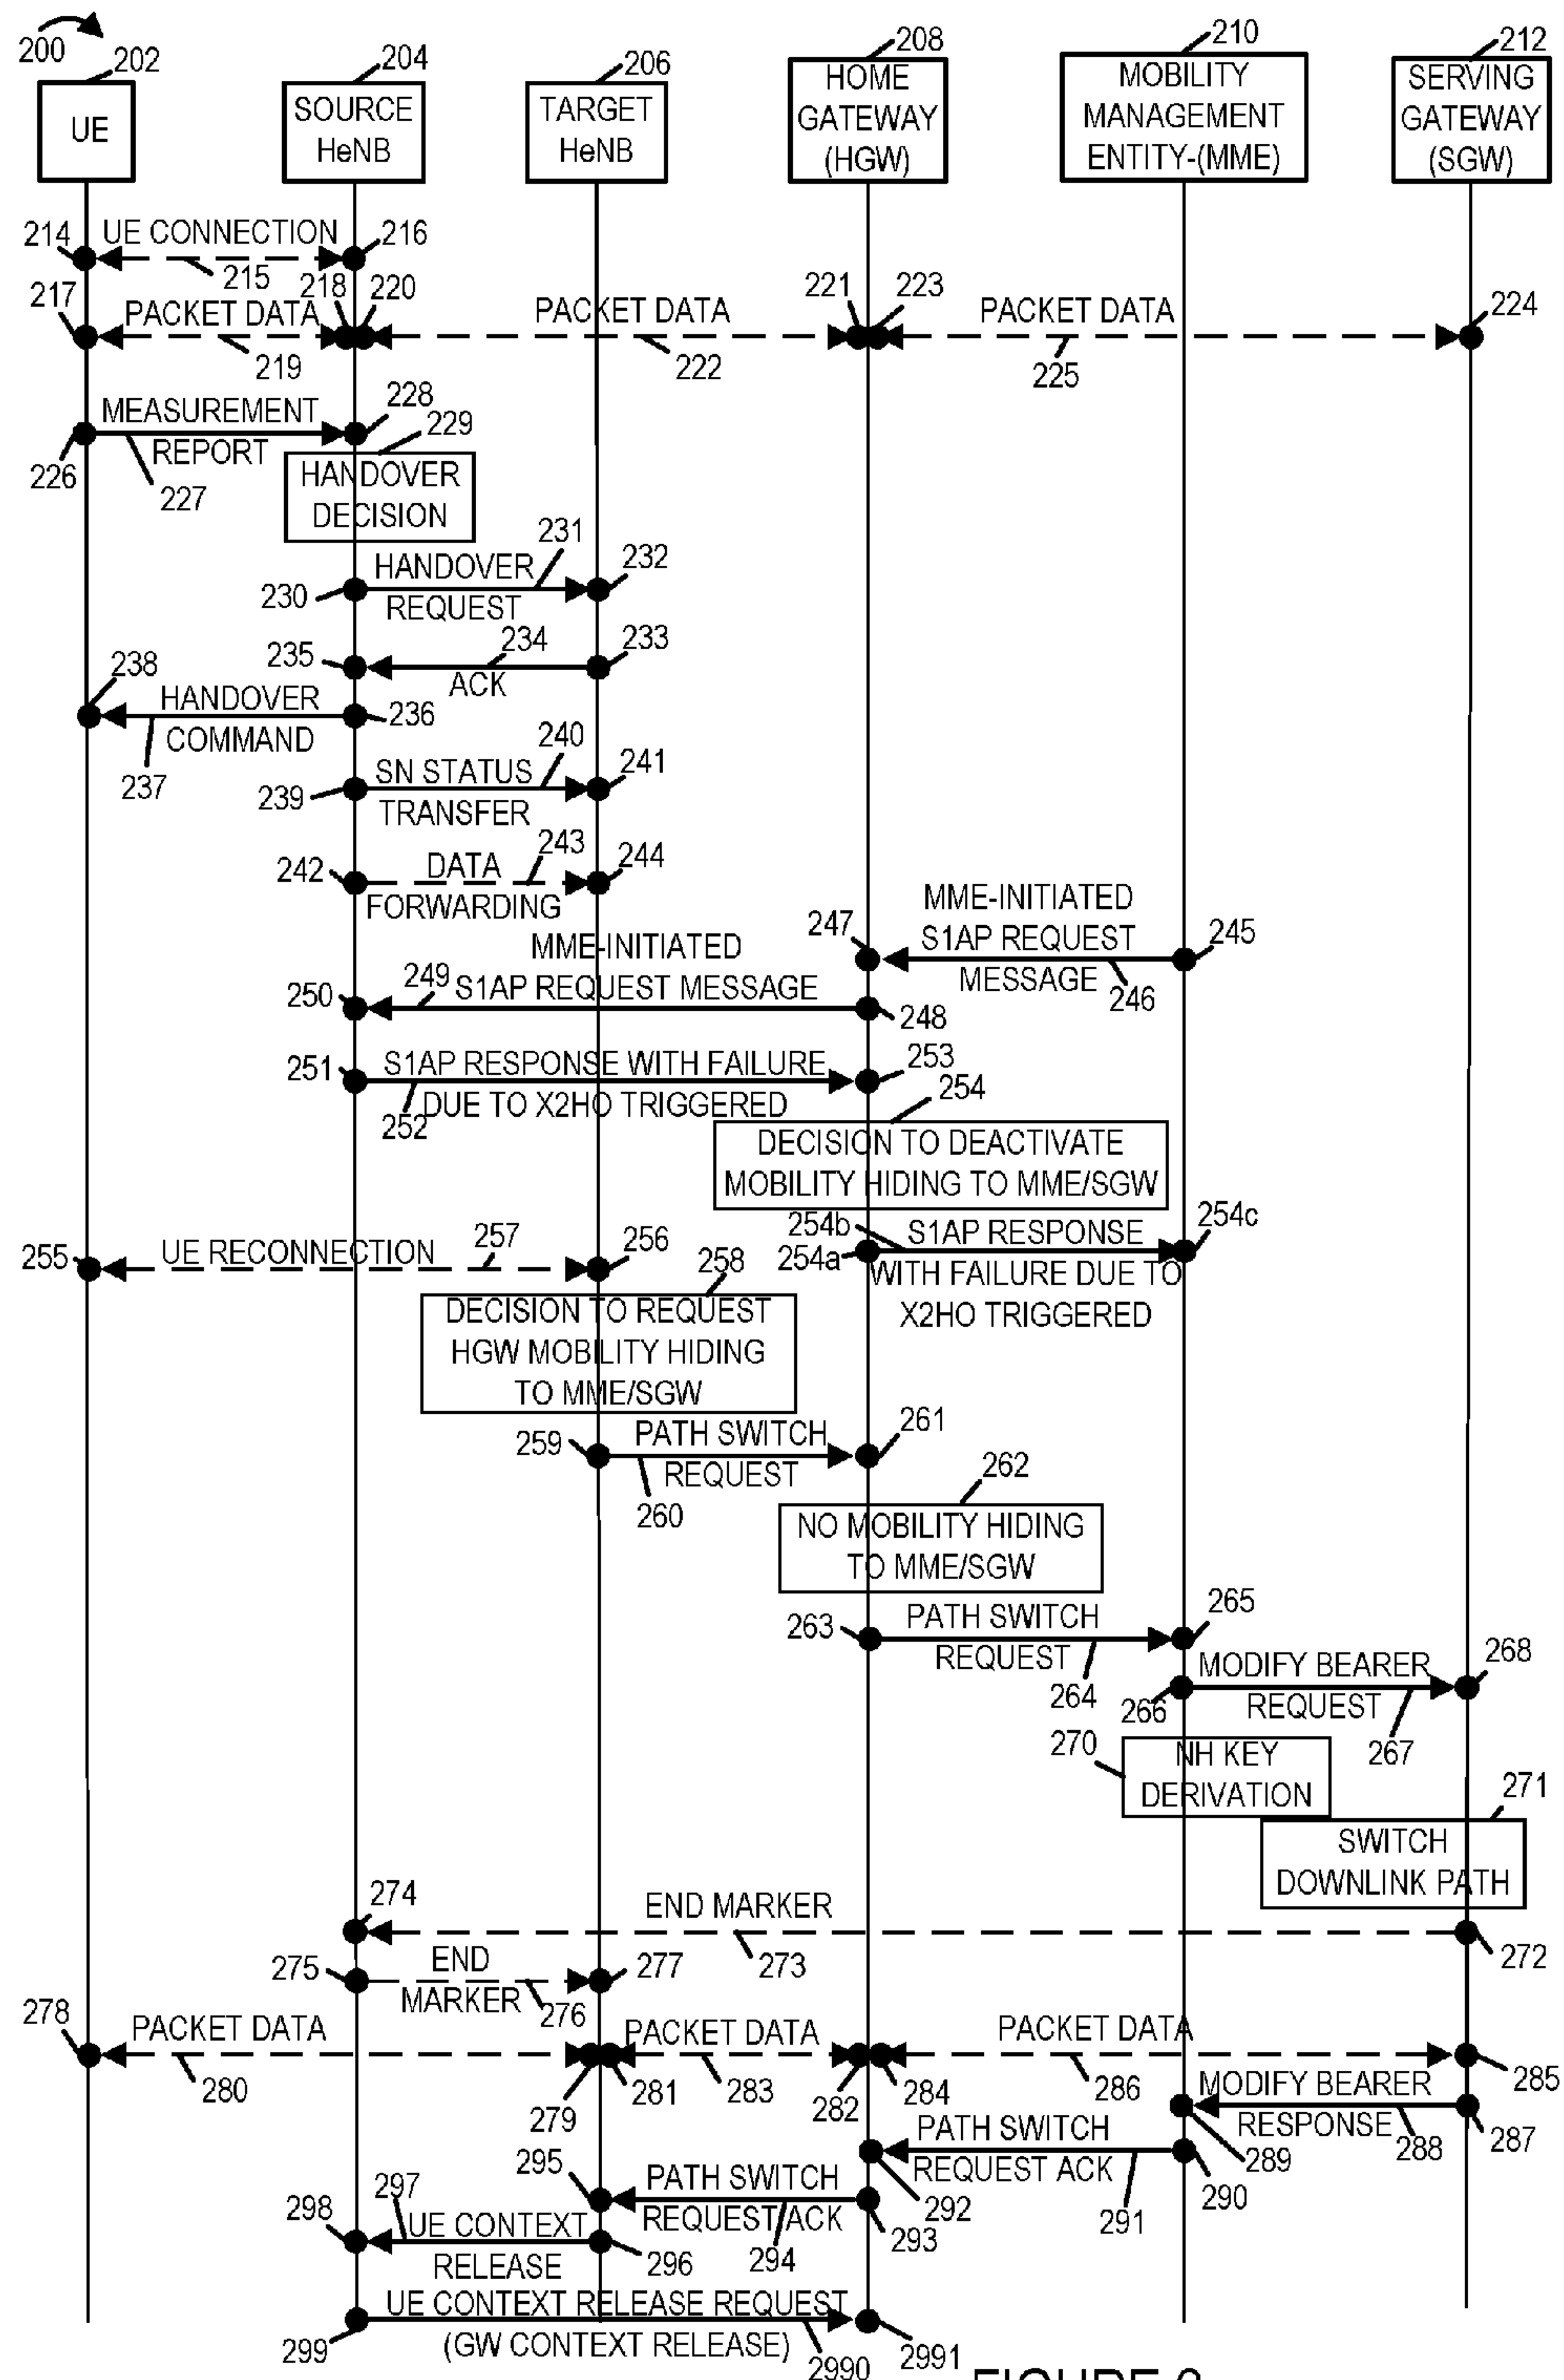 200
202
204
206
208
210
212
UE
SOURCE
HeNB
TARGET
HeNB
HOME
GATEWAY
(HGW)
MOBILITY
MANAGEMENT
ENTITY-(MME)
SERVING
GATEWAY
(SGW)
214
UE CONNECTION
216
215
217
PACKET DATA
218
220
PACKET DATA
221
223
PACKET DATA
224
219
222
225
MEASUREMENT
REPORT
226
227
228
229
HANDOVER
DECISION
230
HANDOVER
REQUEST
231
232
235
234
ACK
233
238
HANDOVER
COMMAND
236
237
239
SN STATUS
TRANSFER
240
241
242
DATA
FORWARDING
243
244
MME-INITIATED
S1AP REQUEST
MESSAGE
247
245
246
MME-INITIATED
S1AP REQUEST MESSAGE
250
249
248
251
S1AP RESPONSE WITH FAILURE
DUE TO X2HO TRIGGERED
252
253
254
DECISION TO DEACTIVATE
MOBILITY HIDING TO MME/SGW
254b
254a
S1AP RESPONSE
WITH FAILURE DUE TO
X2HO TRIGGERED
254c
255
UE RECONNECTION
257
256
258
DECISION TO REQUEST
HGW MOBILITY HIDING
TO MME/SGW
259
PATH SWITCH
REQUEST
260
261
262
NO MOBILITY HIDING
TO MME/SGW
263
PATH SWITCH
REQUEST
264
265
266
MODIFY BEARER
REQUEST
267
268
270
NH KEY
DERIVATION
271
SWITCH
DOWNLINK PATH
274
END MARKER
273
272
275
END
MARKER
276
277
278
PACKET DATA
PACKET DATA
PACKET DATA
280
279
281
283
282
284
286
285
MODIFY BEARER
RESPONSE
289
288
287
PATH SWITCH
REQUEST ACK
292
291
290
295
PATH SWITCH
REQUEST ACK
294
293
298
297
UE CONTEXT
RELEASE
296
UE CONTEXT RELEASE REQUEST
(GW CONTEXT RELEASE)
299
2990
2991